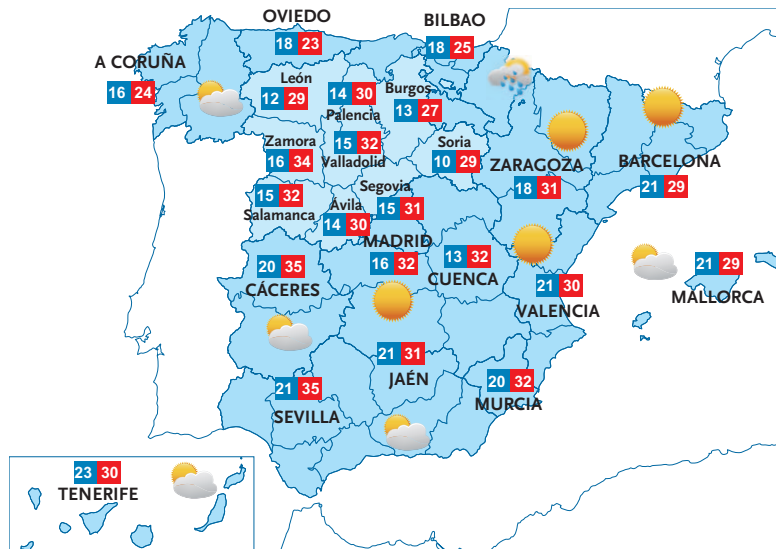 OVIEDO
18 23
BILBAO
18 25
A CORUÑA
16 24
León
12 29
14 30
Palencia
Burgos
13 27
Zamora
16 34
15 32
Valladolid
Soria
10 29
ZARAGOZA
18 31
BARCELONA
21 29
15 32
Salamanca
Ávila
14 30
Segovia
15 31
MADRID
16 32
13 32
CUENCA
20 35
CÁCERES
21 30
VALENCIA
21 29
MALLORCA
21 31
JAÉN
21 35
SEVILLA
20 32
MURCIA
23 30
TENERIFE